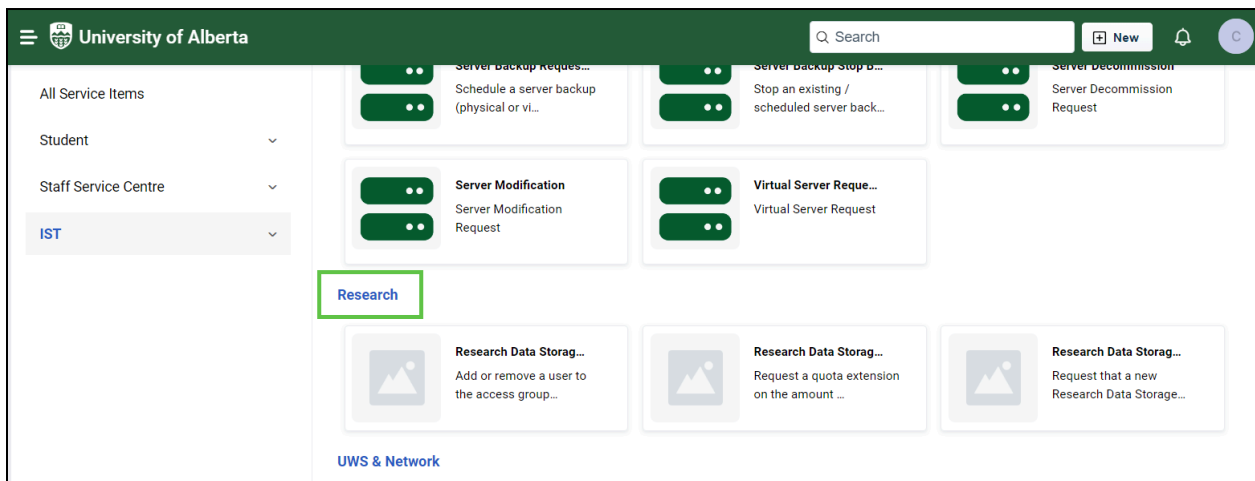 University of Alberta
Search
New
C
All Service Items
Student
Staff Service Centre
IST
Server Backup Reques...
Schedule a server backup
(physical or vi...
Server Backup Stop B...
Stop an existing /
scheduled server back...
Server Decommission
Server Decommission
Request
Server Modification
Server Modification
Request
Virtual Server Reque...
Virtual Server Request
Research
Research Data Storag...
Add or remove a user to
the access group...
Research Data Storag...
Request a quota extension
on the amount ...
Research Data Storag...
Request that a new
Research Data Storage...
UWS & Network